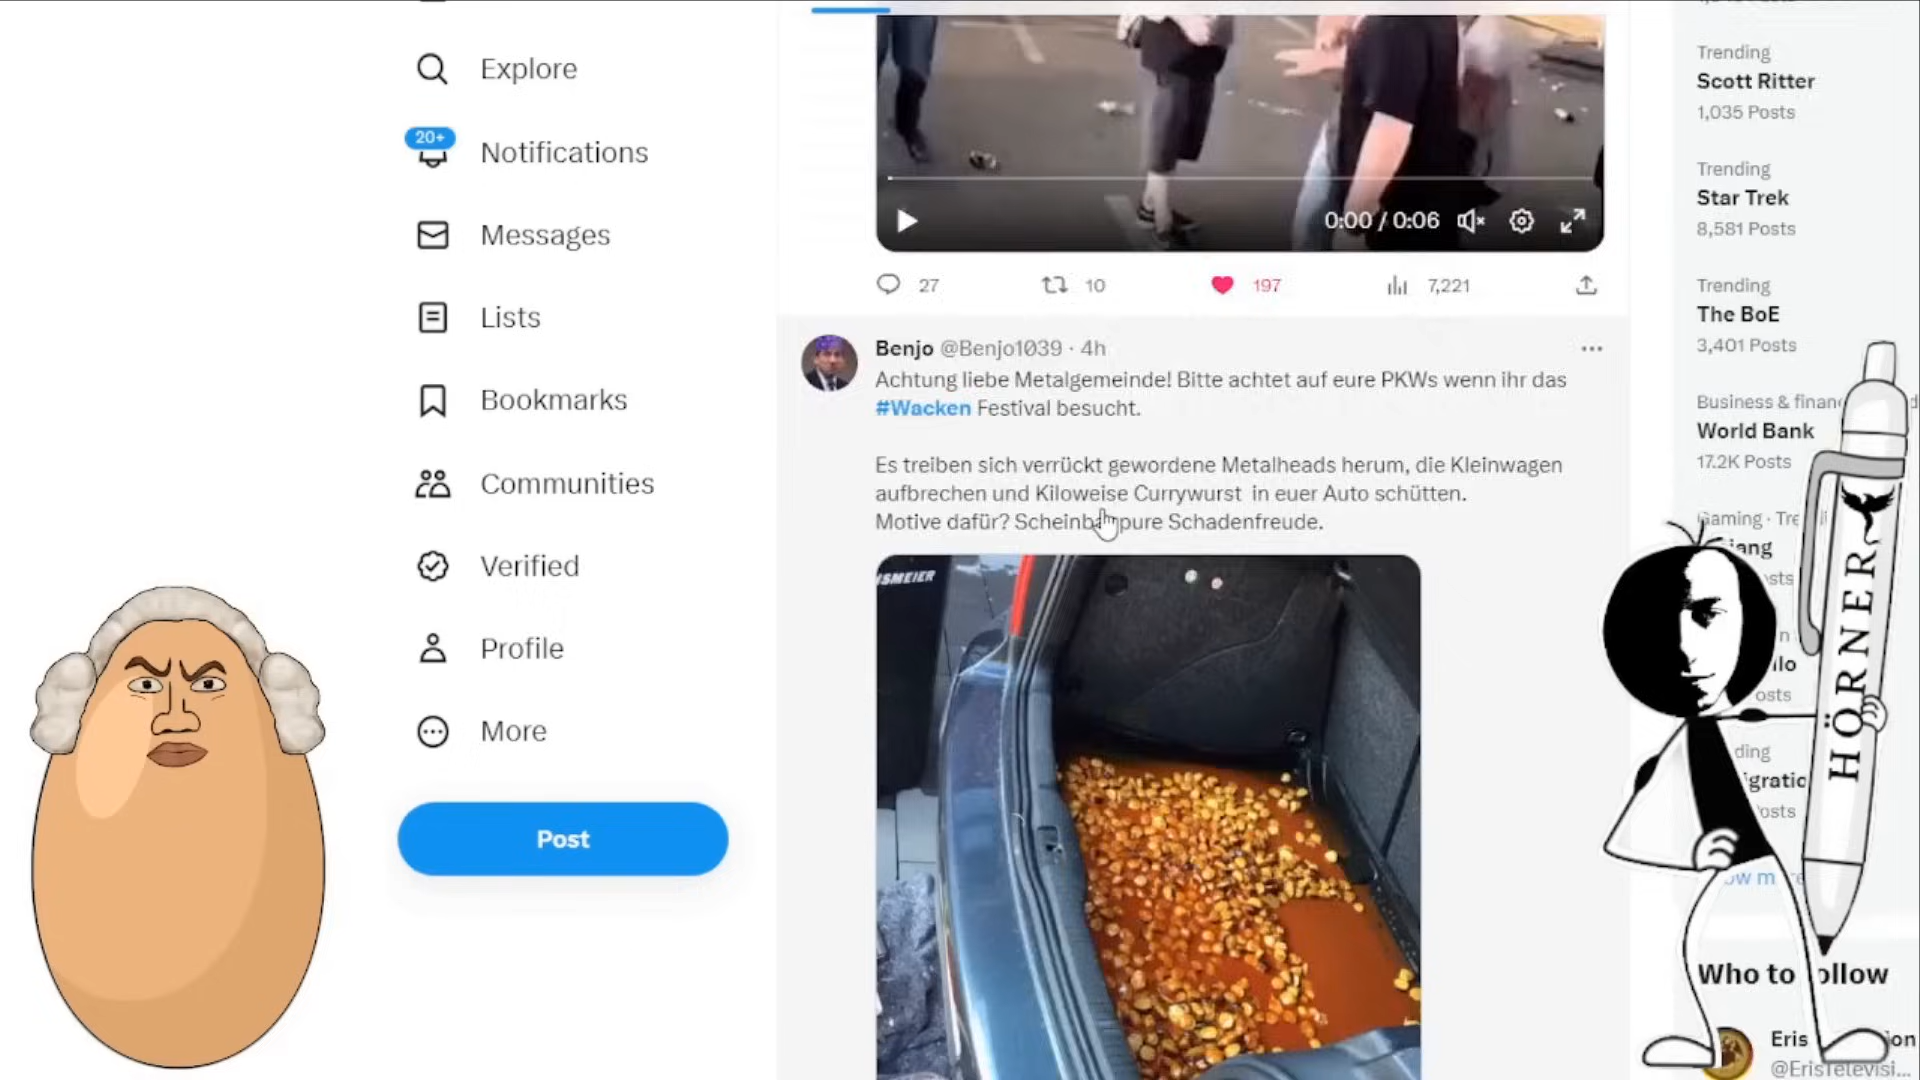 Explore
20+
Notifications
Messages
Lists
Bookmarks
Communities
Verified
Profile
More
Post
0:00 / 0:06
27
10
197
7,221
Benjo @Benjo1039 · 4h
Achtung liebe Metalgemeinde! Bitte achtet auf eure PKWs wenn ihr das
#Wacken Festival besucht.
Es treiben sich verrückt gewordene Metalheads herum, die Kleinwagen
aufbrechen und Kiloweise Currywurst in euer Auto schütten.
Motive dafür? pure Schadenfreude.
Trending
Scott Ritter
1,035 Posts
Trending
Star Trek
8,581 Posts
Trending
The BoE
3,401 Posts
Business &
World Bank
17.2K Posts
Gaming ·
HÖRNER
Who to
Eris